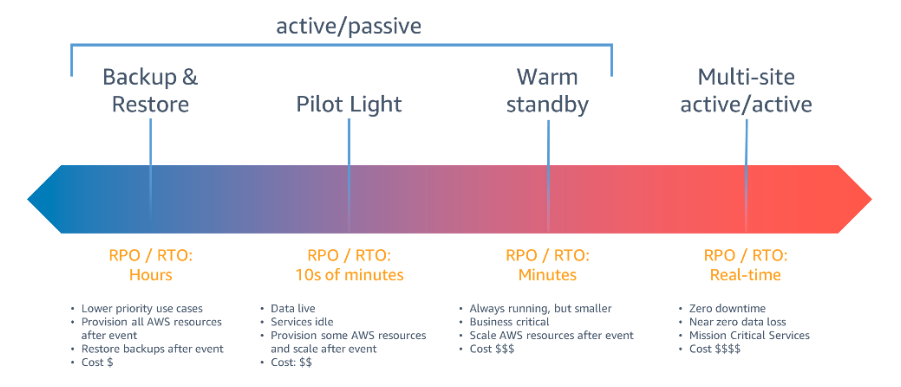 active/passive
Backup &
Restore
Pilot Light
Warm
standby
Multi-site
active/active
RPO / RTO:
Hours
RPO / RTO:
10s of minutes
RPO / RTO:
Minutes
RPO / RTO:
Real-time
• Lower priority use cases
• Provision all AWS resources
after event
• Restore backups after event
• Cost $
• Data live
• Services idle
• Provision some AWS resources
and scale after event
• Cost: $$
• Always running, but smaller
• Business critical
• Scale AWS resources after event
• Cost $$$
• Zero downtime
• Near zero data loss
• Mission Critical Services
• Cost $$$$